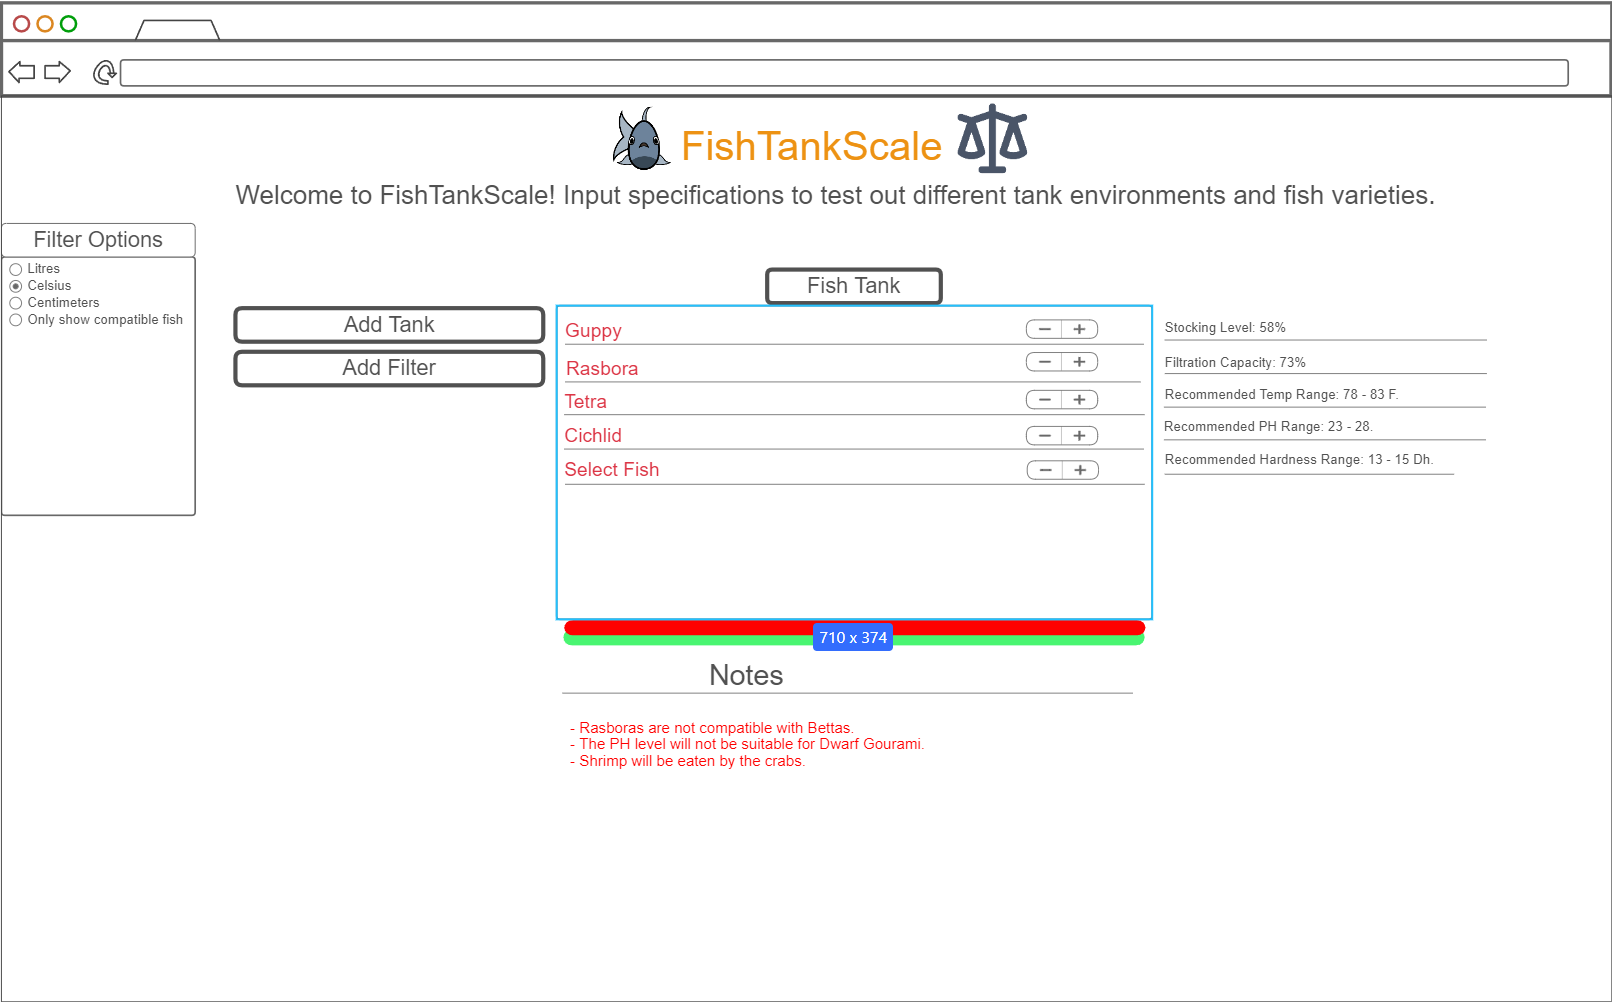 FishTankScale
Welcome to FishTankScale! Input specifications to test out different tank environments and fish varieties.
Filter Options
Litres
Celsius
Centimeters
Only show compatible fish
Add Tank
Add Filter
Fish Tank
Guppy
Rasbora
Tetra
Cichlid
Select Fish
Stocking Level: 58%
Filtration Capacity: 73%
Recommended Temp Range: 78 - 83 F.
Recommended PH Range: 23 - 28.
Recommended Hardness Range: 13 - 15 Dh.
710 x 374
Notes
- Rasboras are not compatible with Bettas.
- The PH level will not be suitable for Dwarf Gourami.
- Shrimp will be eaten by the crabs.